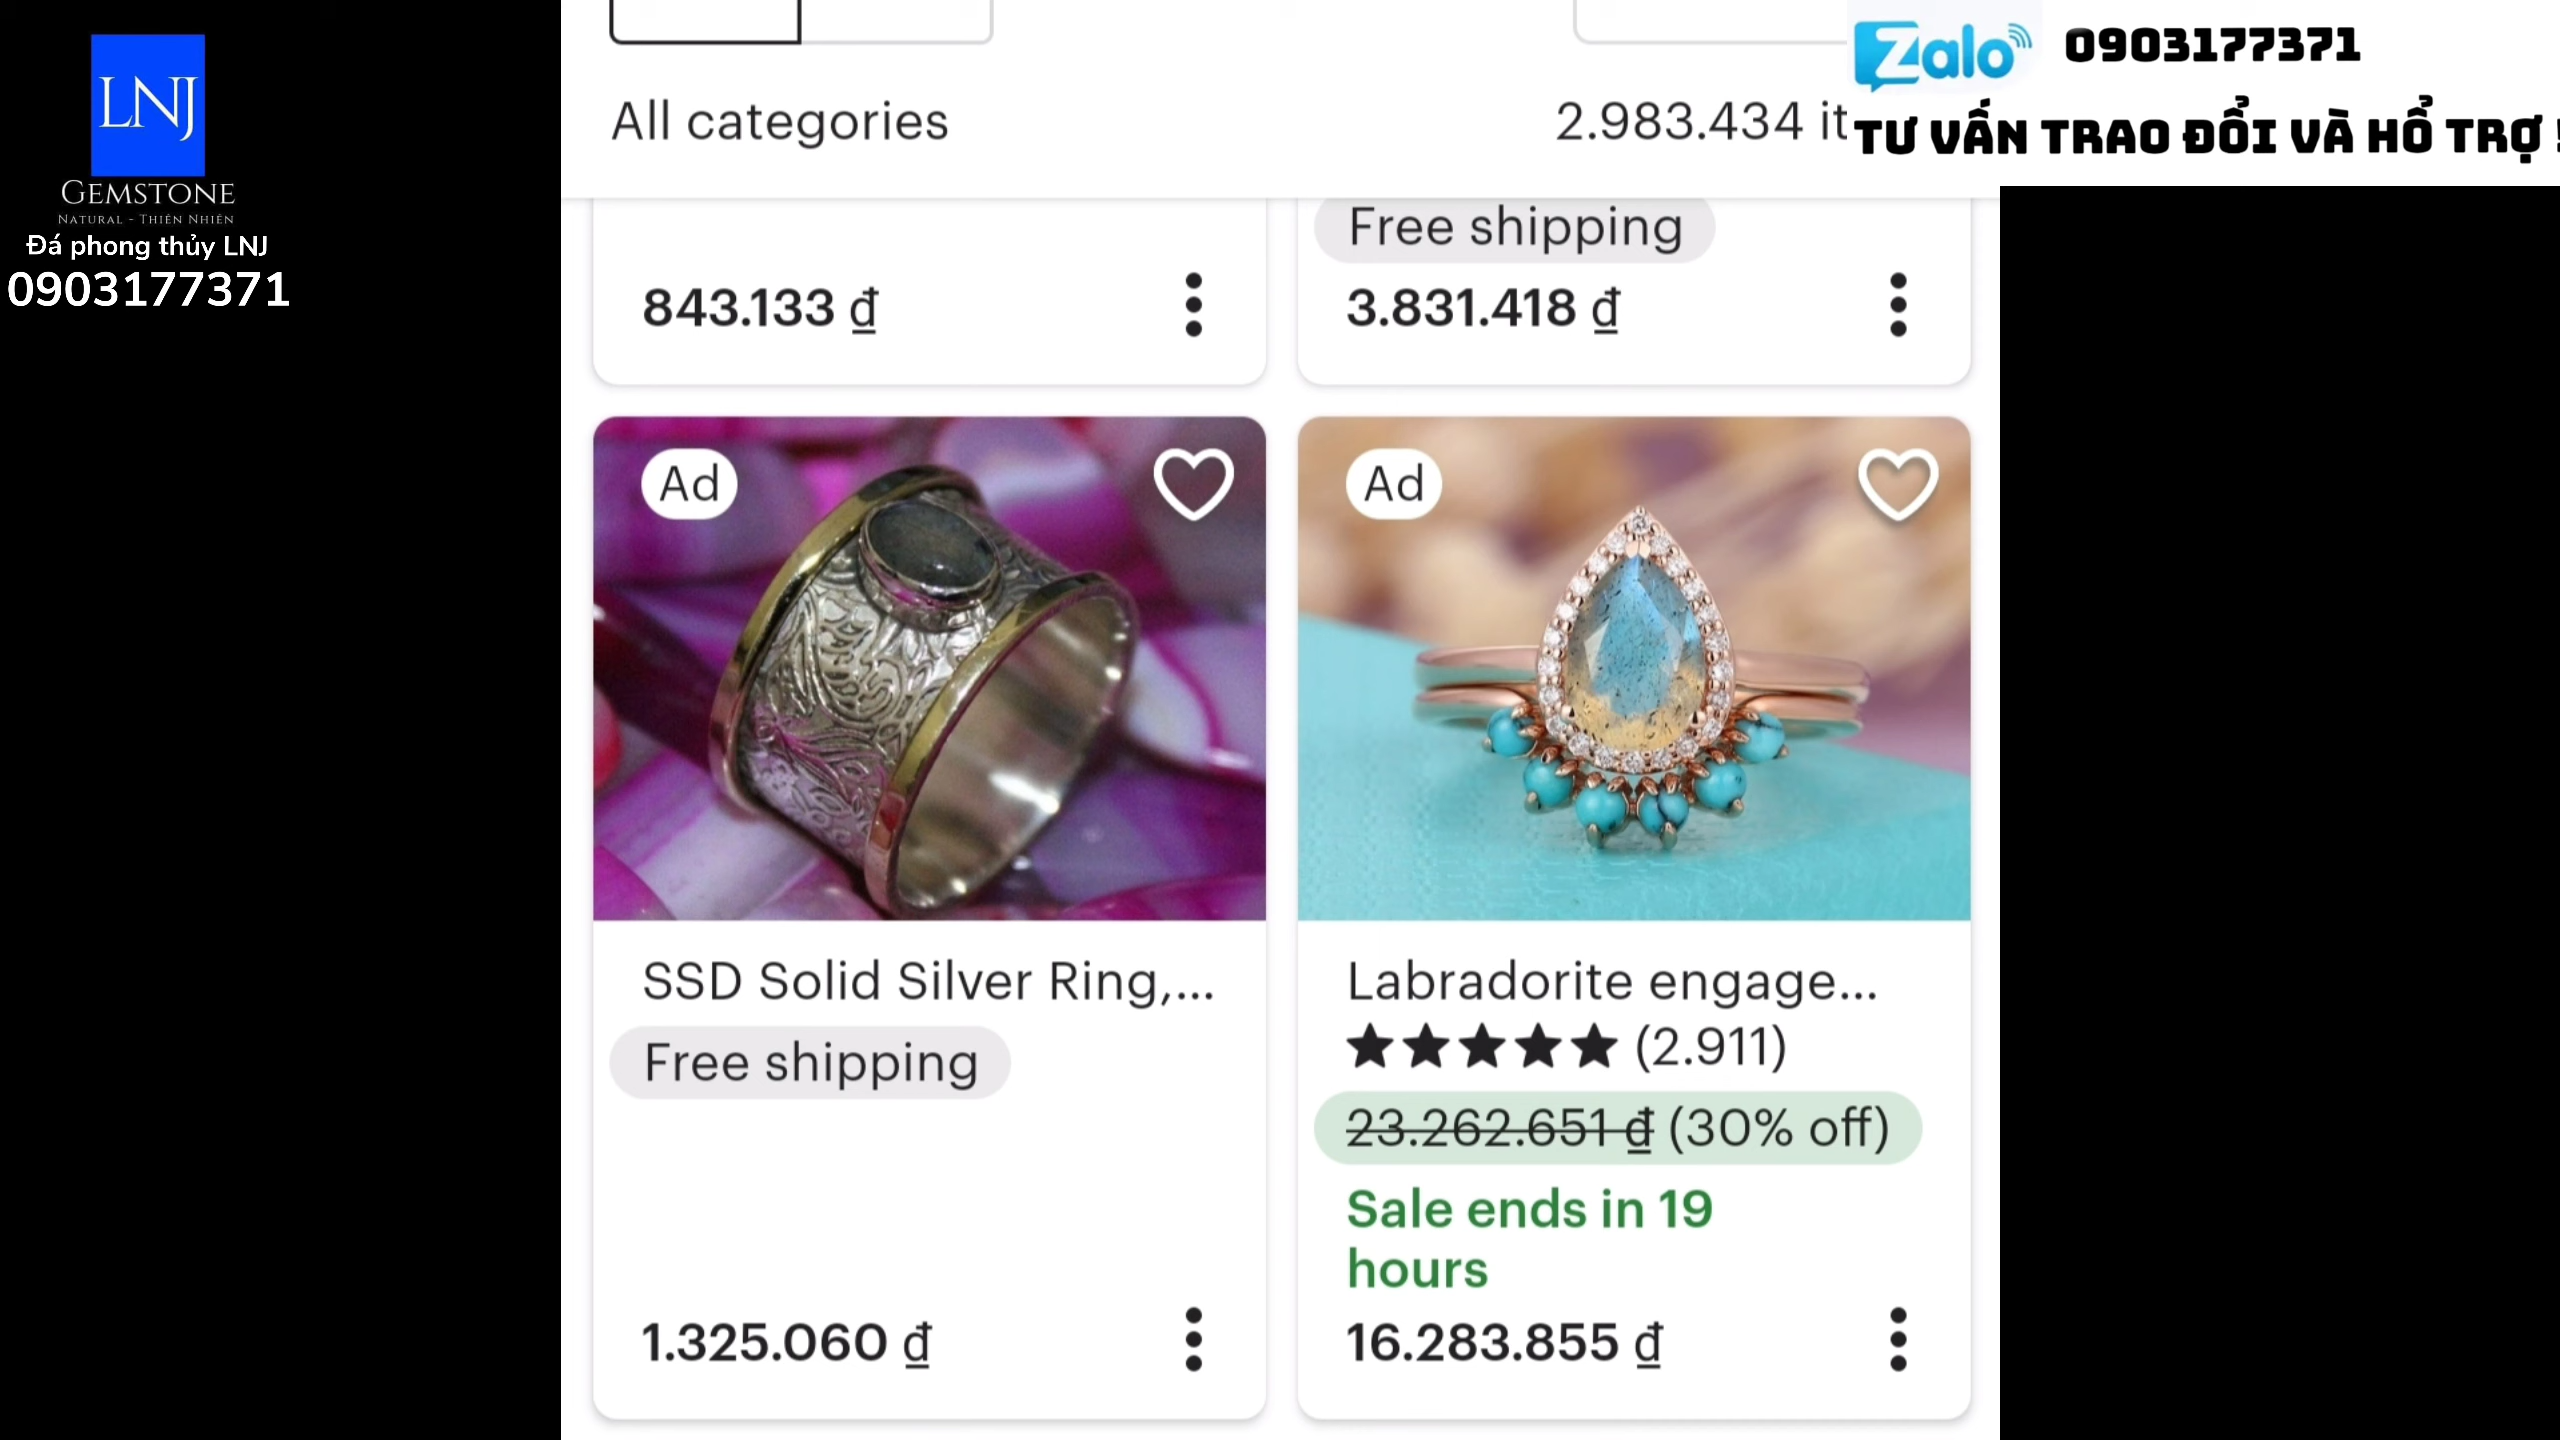 LNJ
GEMSTONE
NATURAL - THIÊN NHIÊN
Đá phong thủy LNJ
0903177371
Zalo 0903177371
TƯ VẤN TRAO ĐỔI VÀ HỔ TRỢ !
All categories
2.983.434 it
Free shipping
843.133 ₫
3.831.418 ₫
Ad
Ad
SSD Solid Silver Ring,...
Free shipping
1.325.060 ₫
Labradorite engage...
★★★★★ (2.911)
23.262.651 ₫ (30% off)
Sale ends in 19
hours
16.283.855 ₫